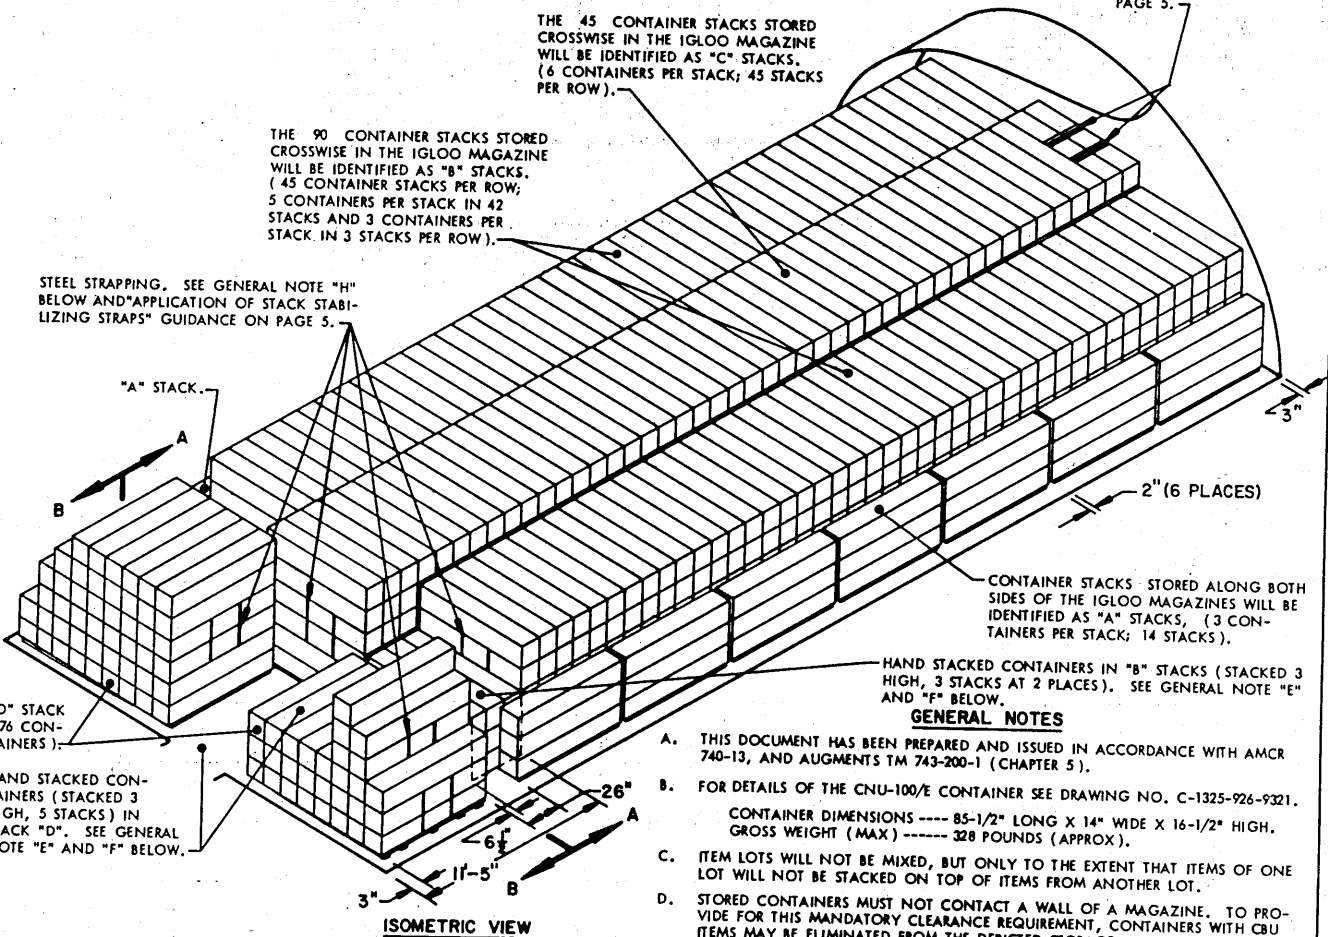 PAGE 5.
THE 45 CONTAINER STACKS STORED
CROSSWISE IN THE IGLOO MAGAZINE
WILL BE IDENTIFIED AS "C" STACKS.
(6 CONTAINERS PER STACK; 45 STACKS
PER ROW).
THE 90 CONTAINER STACKS STORED
CROSSWISE IN THE IGLOO MAGAZINE
WILL BE IDENTIFIED AS "B" STACKS.
(45 CONTAINER STACKS PER ROW;
5 CONTAINERS PER STACK IN 42
STACKS AND 3 CONTAINERS PER
STACK IN 3 STACKS PER ROW).
STEEL STRAPPING. SEE GENERAL NOTE "H"
BELOW AND "APPLICATION OF STACK STABI-
LIZING STRAPS" GUIDANCE ON PAGE 5.
"A" STACK.
A
B
3"
2" (6 PLACES)
CONTAINER STACKS STORED ALONG BOTH
SIDES OF THE IGLOO MAGAZINES WILL BE
IDENTIFIED AS "A" STACKS, (3 CON-
TAINERS PER STACK; 14 STACKS).
HAND STACKED CONTAINERS IN "B" STACKS (STACKED 3
HIGH, 3 STACKS AT 2 PLACES). SEE GENERAL NOTE "E"
AND "F" BELOW.
D" STACK
76 CON-
AINERS).
AND STACKED CON-
AINERS (STACKED 3
GH, 5 STACKS) IN
ACK "D". SEE GENERAL
OTE "E" AND "F" BELOW.
26"
A
6 1/2"
B
11'-5"
3"
ISOMETRIC VIEW
GENERAL NOTES
A. THIS DOCUMENT HAS BEEN PREPARED AND ISSUED IN ACCORDANCE WITH AMCR
740-13, AND AUGMENTS TM 743-200-1 (CHAPTER 5).
B. FOR DETAILS OF THE CNU-100/E CONTAINER SEE DRAWING NO. C-1325-926-9321.
CONTAINER DIMENSIONS ---- 85-1/2" LONG X 14" WIDE X 16-1/2" HIGH.
GROSS WEIGHT (MAX) ------ 328 POUNDS (APPROX).
C. ITEM LOTS WILL NOT BE MIXED, BUT ONLY TO THE EXTENT THAT ITEMS OF ONE
LOT WILL NOT BE STACKED ON TOP OF ITEMS FROM ANOTHER LOT.
D. STORED CONTAINERS MUST NOT CONTACT A WALL OF A MAGAZINE. TO PRO-
VIDE FOR THIS MANDATORY CLEARANCE REQUIREMENT, CONTAINERS WITH CBU
ITEMS MAY BE ELIMINATED FROM THE DEPICTED